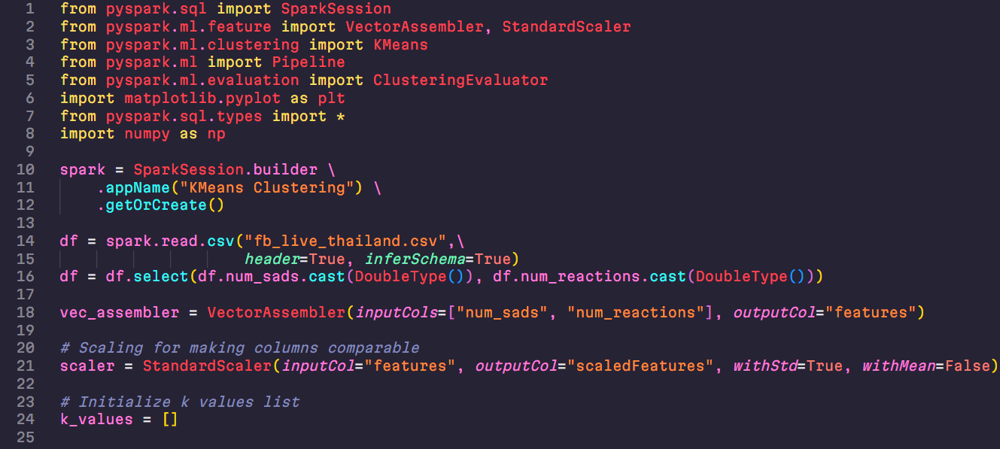 1 from pyspark.sql import SparkSession
2 from pyspark.ml.feature import VectorAssembler, StandardScaler
3 from pyspark.ml.clustering import KMeans
4 from pyspark.ml import Pipeline
5 from pyspark.ml.evaluation import ClusteringEvaluator
6 import matplotlib.pyplot as plt
7 from pyspark.sql.types import *
8 import numpy as np
9
10 spark = SparkSession.builder \
11     .appName("KMeans Clustering") \
12     .getOrCreate()
13
14 df = spark.read.csv("fb_live_thailand.csv",\
15                     header=True, inferSchema=True)
16 df = df.select(df.num_sads.cast(DoubleType()), df.num_reactions.cast(DoubleType()))
17
18 vec_assembler = VectorAssembler(inputCols=["num_sads", "num_reactions"], outputCol="features")
19
20 # Scaling for making columns comparable
21 scaler = StandardScaler(inputCol="features", outputCol="scaledFeatures", withStd=True, withMean=False)
22
23 # Initialize k values list
24 k_values = []
25